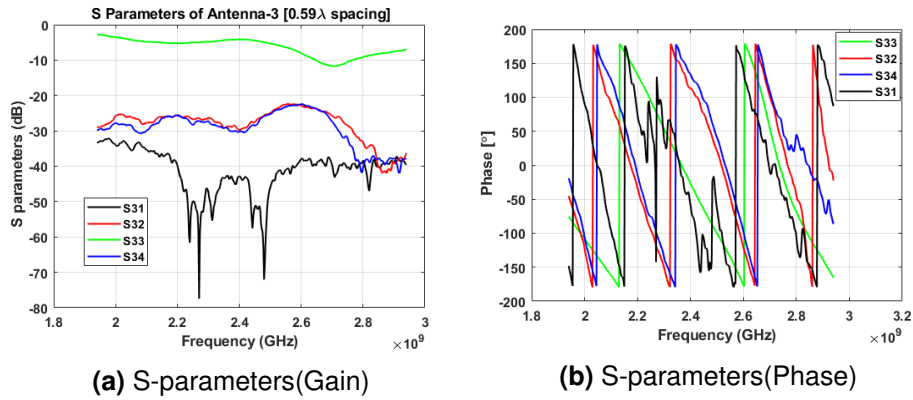 S Parameters of Antenna-3 [0.59λ spacing]
S parameters (dB)
0
-10
-20
-30
-40
-50
-60
-70
-80
S31
S32
S33
S34
1.8
2
2.2
2.4
2.6
2.8
3
Frequency (GHz)
×10⁹
(a) S-parameters(Gain)
Phase [°]
200
150
100
50
0
-50
-100
-150
-200
S33
S32
S34
S31
1.8
2
2.2
2.4
2.6
2.8
3
3.2
Frequency (GHz)
×10⁹
(b) S-parameters(Phase)